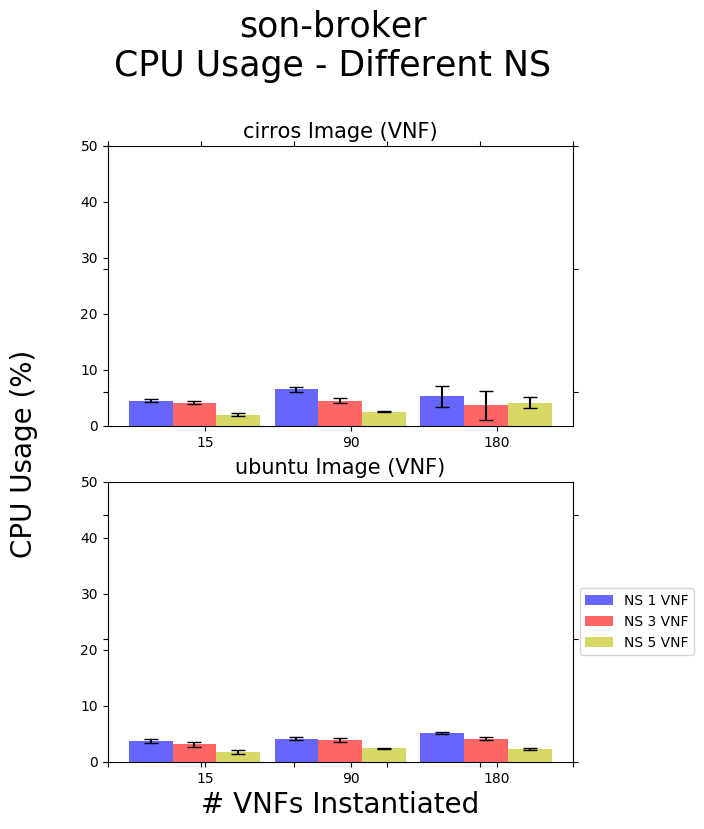 son-broker
CPU Usage - Different NS
cirros Image (VNF)
50
40
30
20
10
0
15
90
180
CPU Usage (%)
ubuntu Image (VNF)
50
40
30
20
10
0
15
90
180
# VNFs Instantiated
NS 1 VNF
NS 3 VNF
NS 5 VNF